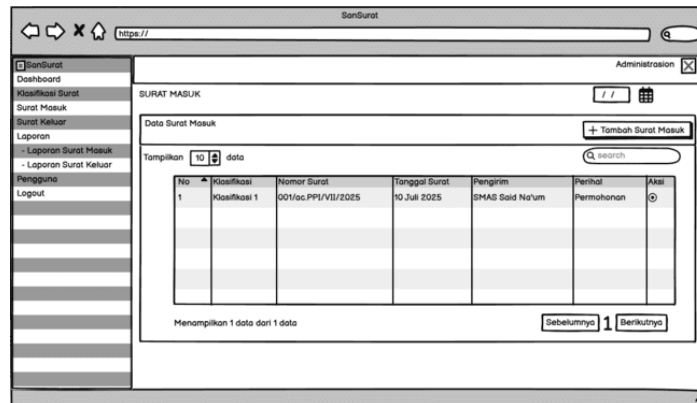 SanSurat
https://
SanSurat
Dashboard
Klasifikasi Surat
Surat Masuk
Surat Keluar
Laporan
- Laporan Surat Masuk
- Laporan Surat Keluar
Pengguna
Logout
Administrasion
SURAT MASUK
/ /
Data Surat Masuk
+ Tambah Surat Masuk
Tampilkan 10 data
search
No Klasifikasi Nomor Surat Tanggal Surat Pengirim Perihal Aksi
1 Klasifikasi 1 001/ac.PPI/VII/2025 10 Juli 2025 SMAS Said Na'um Permohonan
Menampilkan 1 data dari 1 data
Sebelumnya 1 Berikutnya